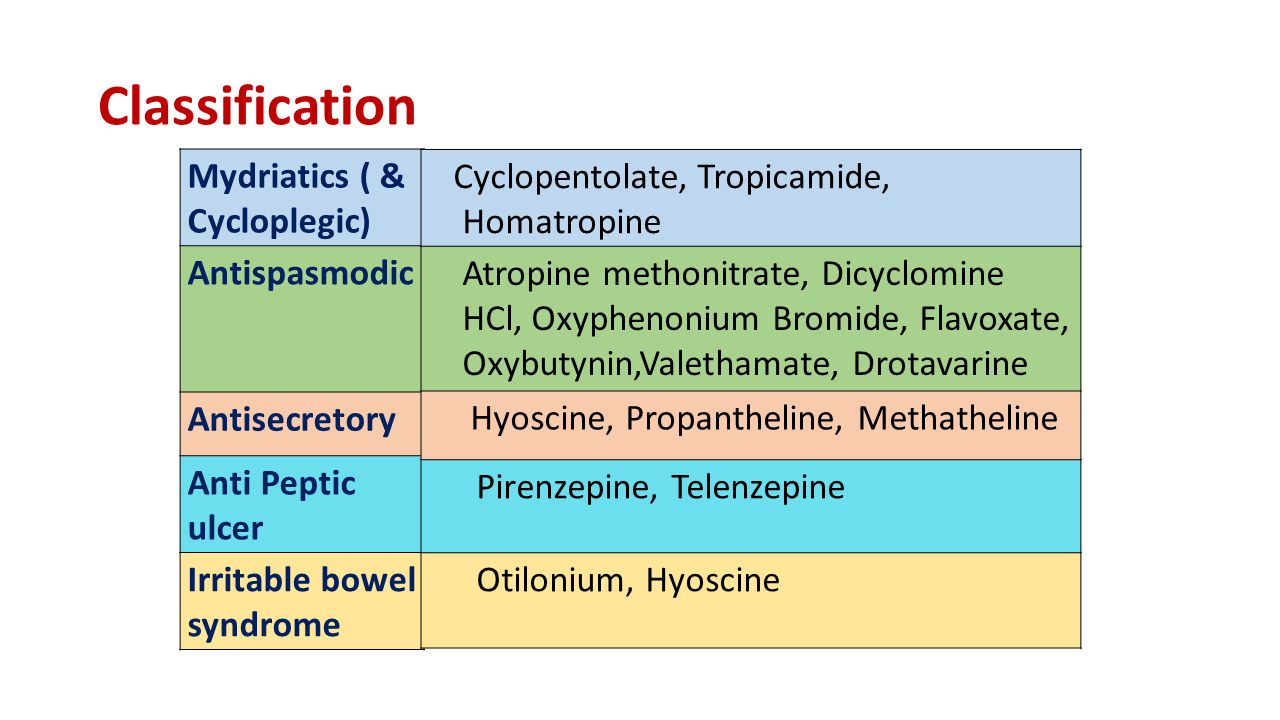 Classification
Mydriatics ( &
Cycloplegic)
Cyclopentolate, Tropicamide,
Homatropine
Antispasmodic
Atropine methonitrate, Dicyclomine
HCl, Oxyphenonium Bromide, Flavoxate,
Oxybutynin,Valethamate, Drotavarine
Antisecretory
Hyoscine, Propantheline, Methatheline
Anti Peptic
ulcer
Pirenzepine, Telenzepine
Irritable bowel
syndrome
Otilonium, Hyoscine